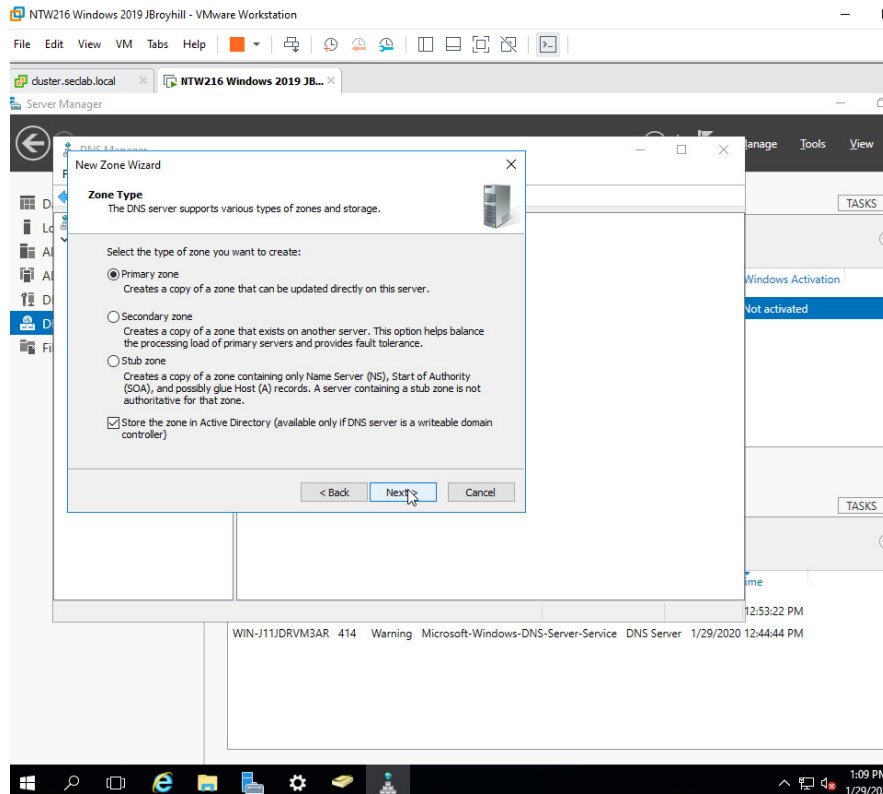 NTW216 Windows 2019 JBroyhill - VMware Workstation
File Edit View VM Tabs Help
cluster.seclab.local NTW216 Windows 2019 JB...
Server Manager
DNS Manager
Manage Tools View
New Zone Wizard
Zone Type
The DNS server supports various types of zones and storage.
TASKS
Select the type of zone you want to create:
Primary zone
Creates a copy of a zone that can be updated directly on this server.
Windows Activation
Not activated
Secondary zone
Creates a copy of a zone that exists on another server. This option helps balance
the processing load of primary servers and provides fault tolerance.
Stub zone
Creates a copy of a zone containing only Name Server (NS), Start of Authority
(SOA), and possibly glue Host (A) records. A server containing a stub zone is not
authoritative for that zone.
Store the zone in Active Directory (available only if DNS server is a writeable domain
controller)
< Back Next > Cancel
TASKS
12:53:22 PM
WIN-J11JDRVM3AR 414 Warning Microsoft-Windows-DNS-Server-Service DNS Server 1/29/2020 12:44:44 PM
1:09 PM